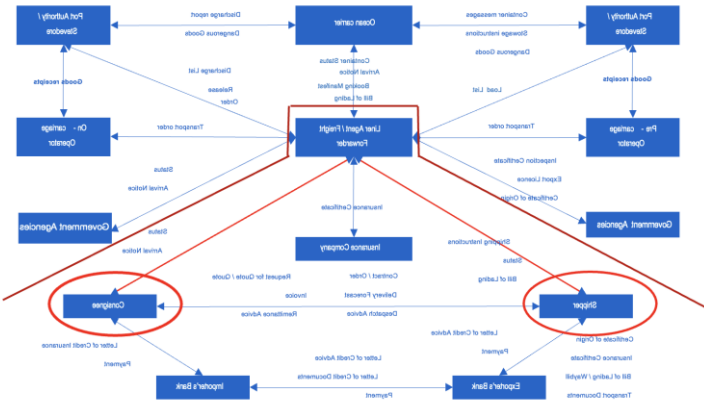 Port Authority /
Stevedore
Discharge report
Dangerous Goods
Ocean carrier
Container messages
Stowage instructions
Dangerous Goods
Port Authority /
Stevedore
Container Status
Arrival Notice
Booking Manifest
Bill of Lading
Goods receipts
Discharge List
Release
Order
Load List
Goods receipts
On - carriage
Operator
Transport order
Liner Agent / Freight
Forwarder
Transport order
Pre - carriage
Operator
Status
Arrival Notice
Inspection Certificate
Export Licence
Certificate of Origin
Government Agencies
Insurance Certificate
Government Agencies
Status
Arrival Notice
Insurance Company
Shipping Instructions
Status
Bill of Lading
Request for Quote / Quote
Contract / Order
Consignee
Invoice
Delivery Forecast
Remittance Advice
Despatch Advice
Shipper
Letter of Credit Insurance
Payment
Letter of Credit Advice
Payment
Certificate of Origin
Insurance Certificate
Bill of Lading / Waybill
Transport Documents
Importer's Bank
Letter of Credit Advice
Letter of Credit Documents
Payment
Exporter's Bank